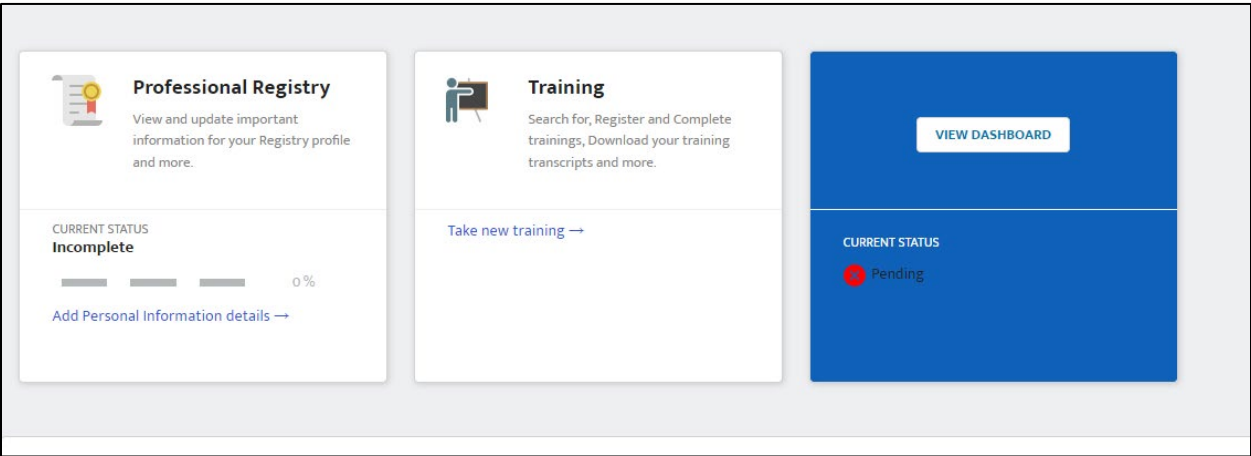 Professional Registry
View and update important
information for your Registry profile
and more.
CURRENT STATUS
Incomplete
0%
Add Personal Information details →
Training
Search for, Register and Complete
trainings, Download your training
transcripts and more.
Take new training →
VIEW DASHBOARD
CURRENT STATUS
x Pending